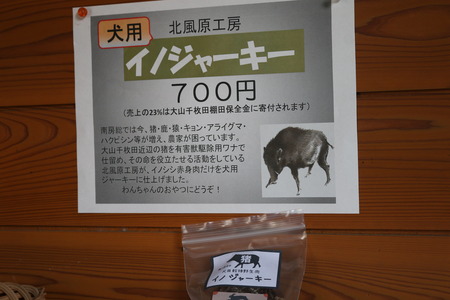 犬用
北風原工房
イノジャーキー
700円
(売上の23%は大山千枚田棚田保全金に寄付されます)
南房総では今、猪・鹿・猿・キョン・アライグマ・
ハクビシン等が増え、農家が困っています。
大山千枚田近辺の猪を有害獣駆除用ワナで
仕留め、その命を役立たせる活動をしている
北風原工房が、イノシシ赤身肉だけを犬用
ジャーキーに仕上げました。
わんちゃんのおやつにどうぞ！
猪
イノ ジャーキー